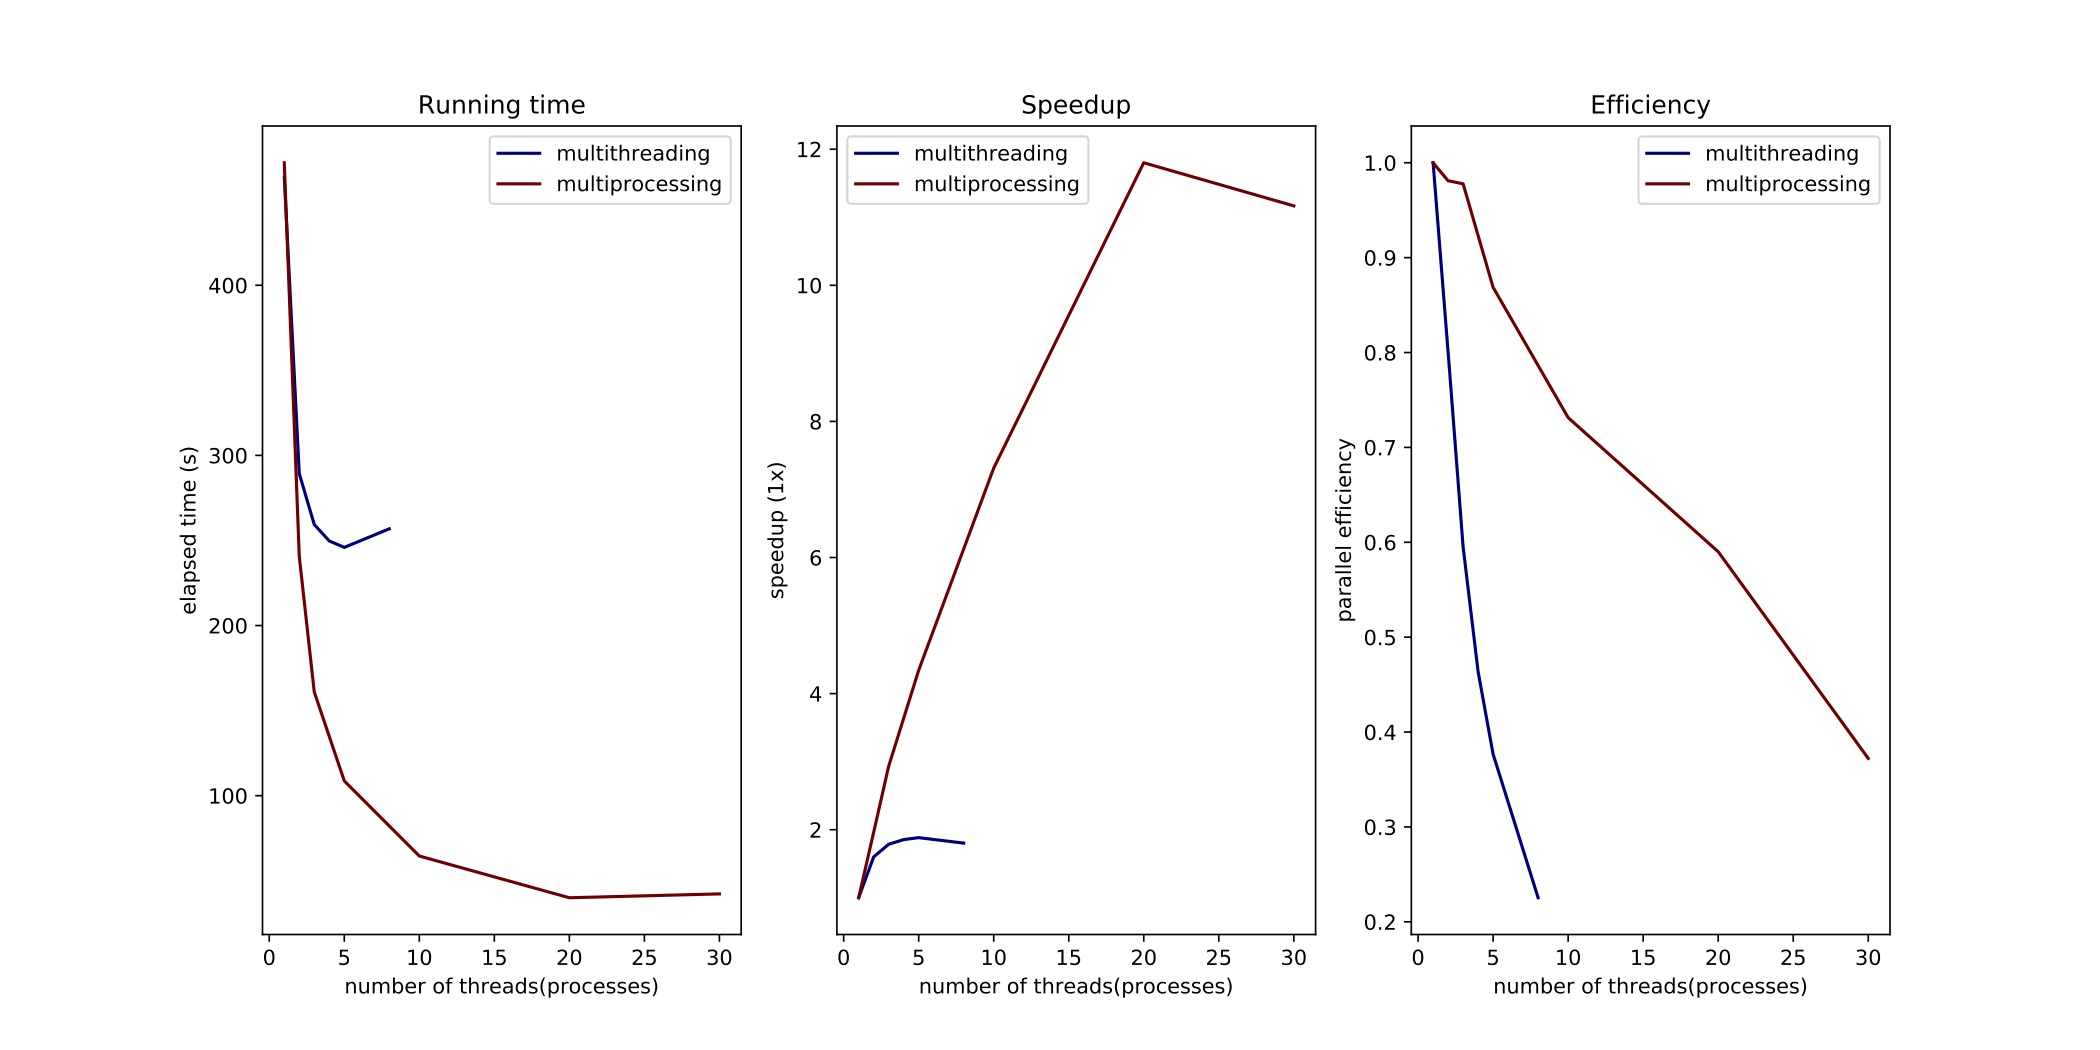 Running time
multithreading
multiprocessing
400
300
200
100
elapsed time (s)
0 5 10 15 20 25 30
number of threads(processes)
Speedup
multithreading
multiprocessing
12
10
8
6
4
2
speedup (1x)
0 5 10 15 20 25 30
number of threads(processes)
Efficiency
multithreading
multiprocessing
1.0
0.9
0.8
0.7
0.6
0.5
0.4
0.3
0.2
parallel efficiency
0 5 10 15 20 25 30
number of threads(processes)